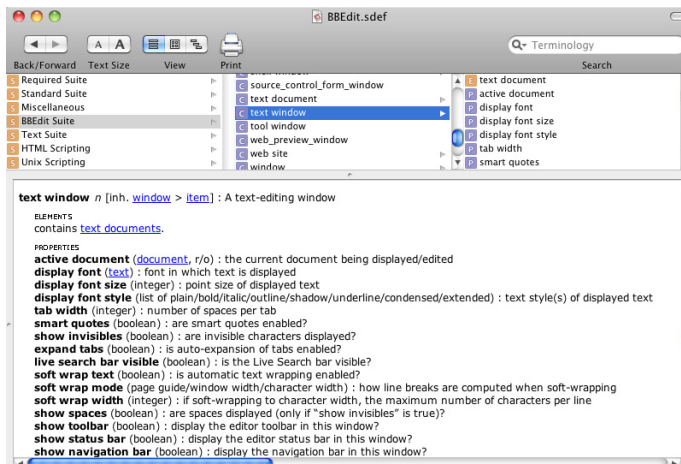 BBEdit.sdef
A A
Q- Terminology
Back/Forward Text Size View Print Search
S Required Suite
S Standard Suite
S Miscellaneous
S BBEdit Suite
S Text Suite
S HTML Scripting
S Unix Scripting
C source_control_form_window
C text document
C text window
C tool window
C web_preview_window
C web site
C window
E text document
P active document
P display font
P display font size
P display font style
P tab width
P smart quotes
text window n [inh. window > item] : A text-editing window
ELEMENTS
contains text documents.
PROPERTIES
active document (document, r/o) : the current document being displayed/edited
display font (text) : font in which text is displayed
display font size (integer) : point size of displayed text
display font style (list of plain/bold/italic/outline/shadow/underline/condensed/extended) : text style(s) of displayed text
tab width (integer) : number of spaces per tab
smart quotes (boolean) : are smart quotes enabled?
show invisibles (boolean) : are invisible characters displayed?
expand tabs (boolean) : is auto-expansion of tabs enabled?
live search bar visible (boolean) : is the Live Search bar visible?
soft wrap text (boolean) : is automatic text wrapping enabled?
soft wrap mode (page guide/window width/character width) : how line breaks are computed when soft-wrapping
soft wrap width (integer) : if soft-wrapping to character width, the maximum number of characters per line
show spaces (boolean) : are spaces displayed (only if “show invisibles” is true)?
show toolbar (boolean) : display the editor toolbar in this window?
show status bar (boolean) : display the editor status bar in this window?
show navigation bar (boolean) : display the navigation bar in this window?